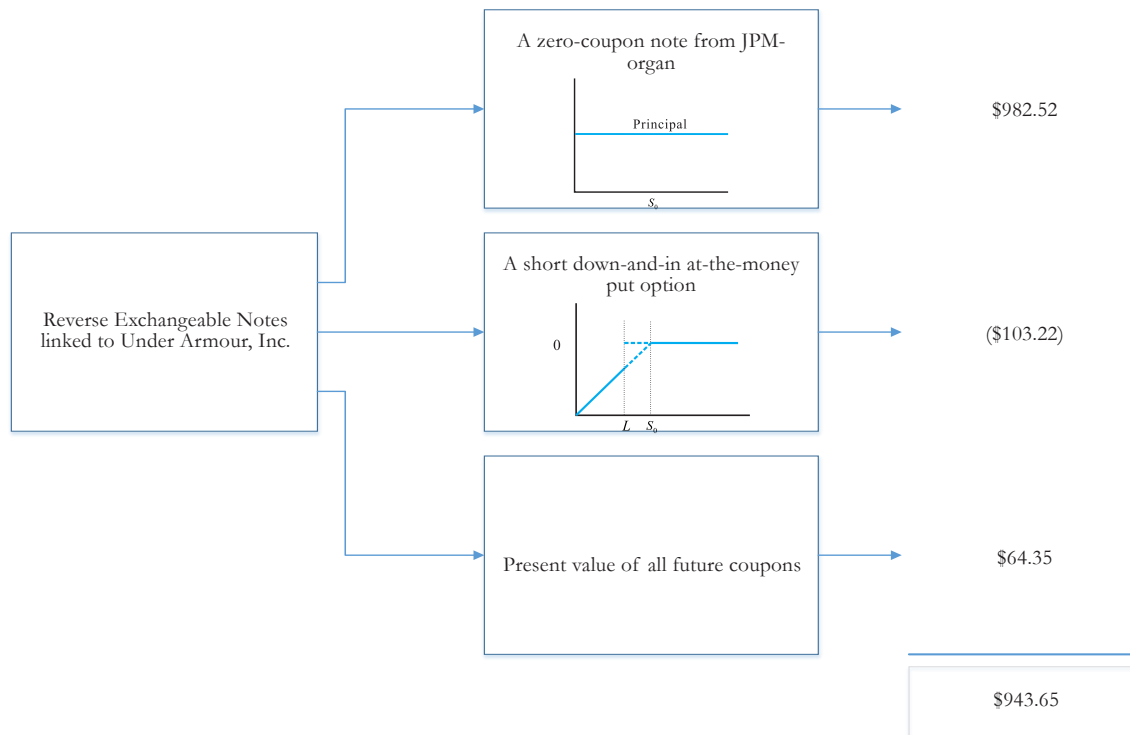 A zero-coupon note from JPM-
organ
Principal
S₀
$982.52
Reverse Exchangeable Notes
linked to Under Armour, Inc.
A short down-and-in at-the-money
put option
0
L S₀
($103.22)
Present value of all future coupons
$64.35
$943.65